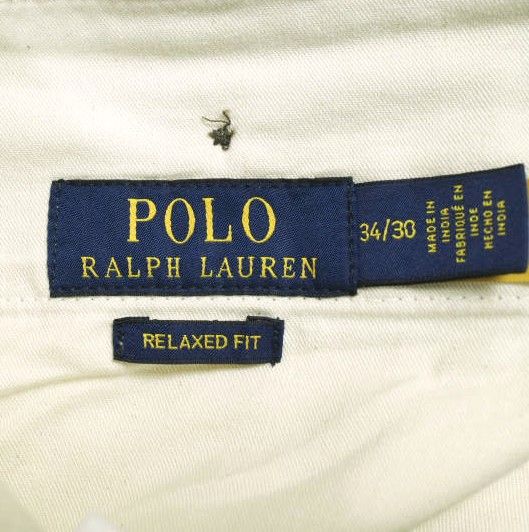 POLO
RALPH LAUREN
34/30
MADE IN
INDIA
FABRIQUÉ EN
INDE
HECHO EN
INDIA
RELAXED FIT